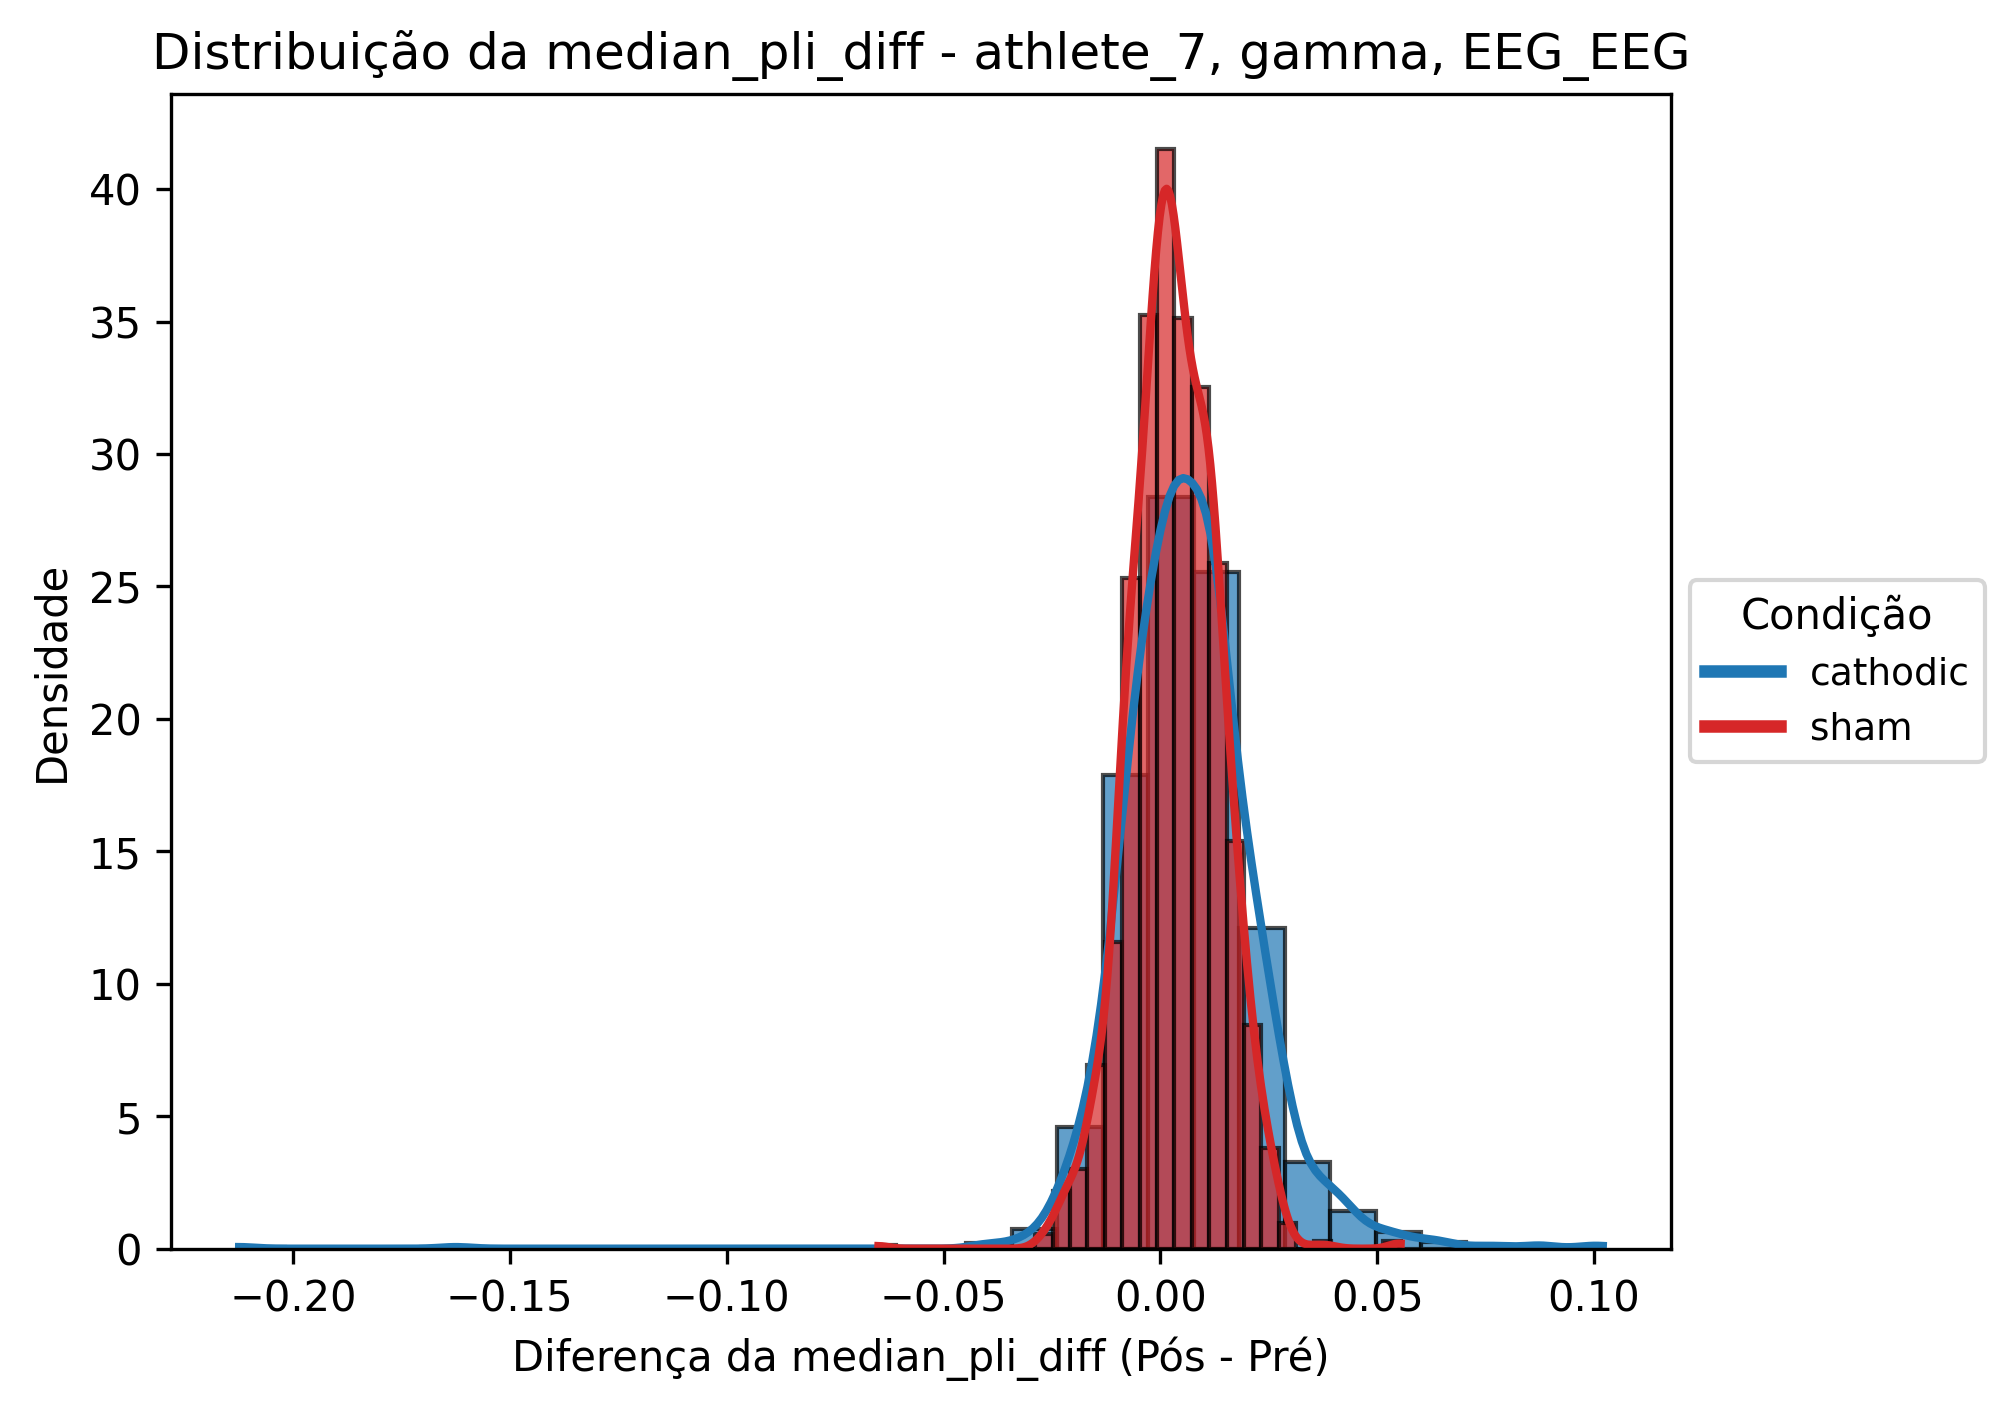 Distribuição da median_pli_diff - athlete_7, gamma, EEG_EEG
40
35
30
25
20
15
10
5
0
Densidade
−0.20
−0.15
−0.10
−0.05
0.00
0.05
0.10
Diferença da median_pli_diff (Pós - Pré)
Condição
cathodic
sham